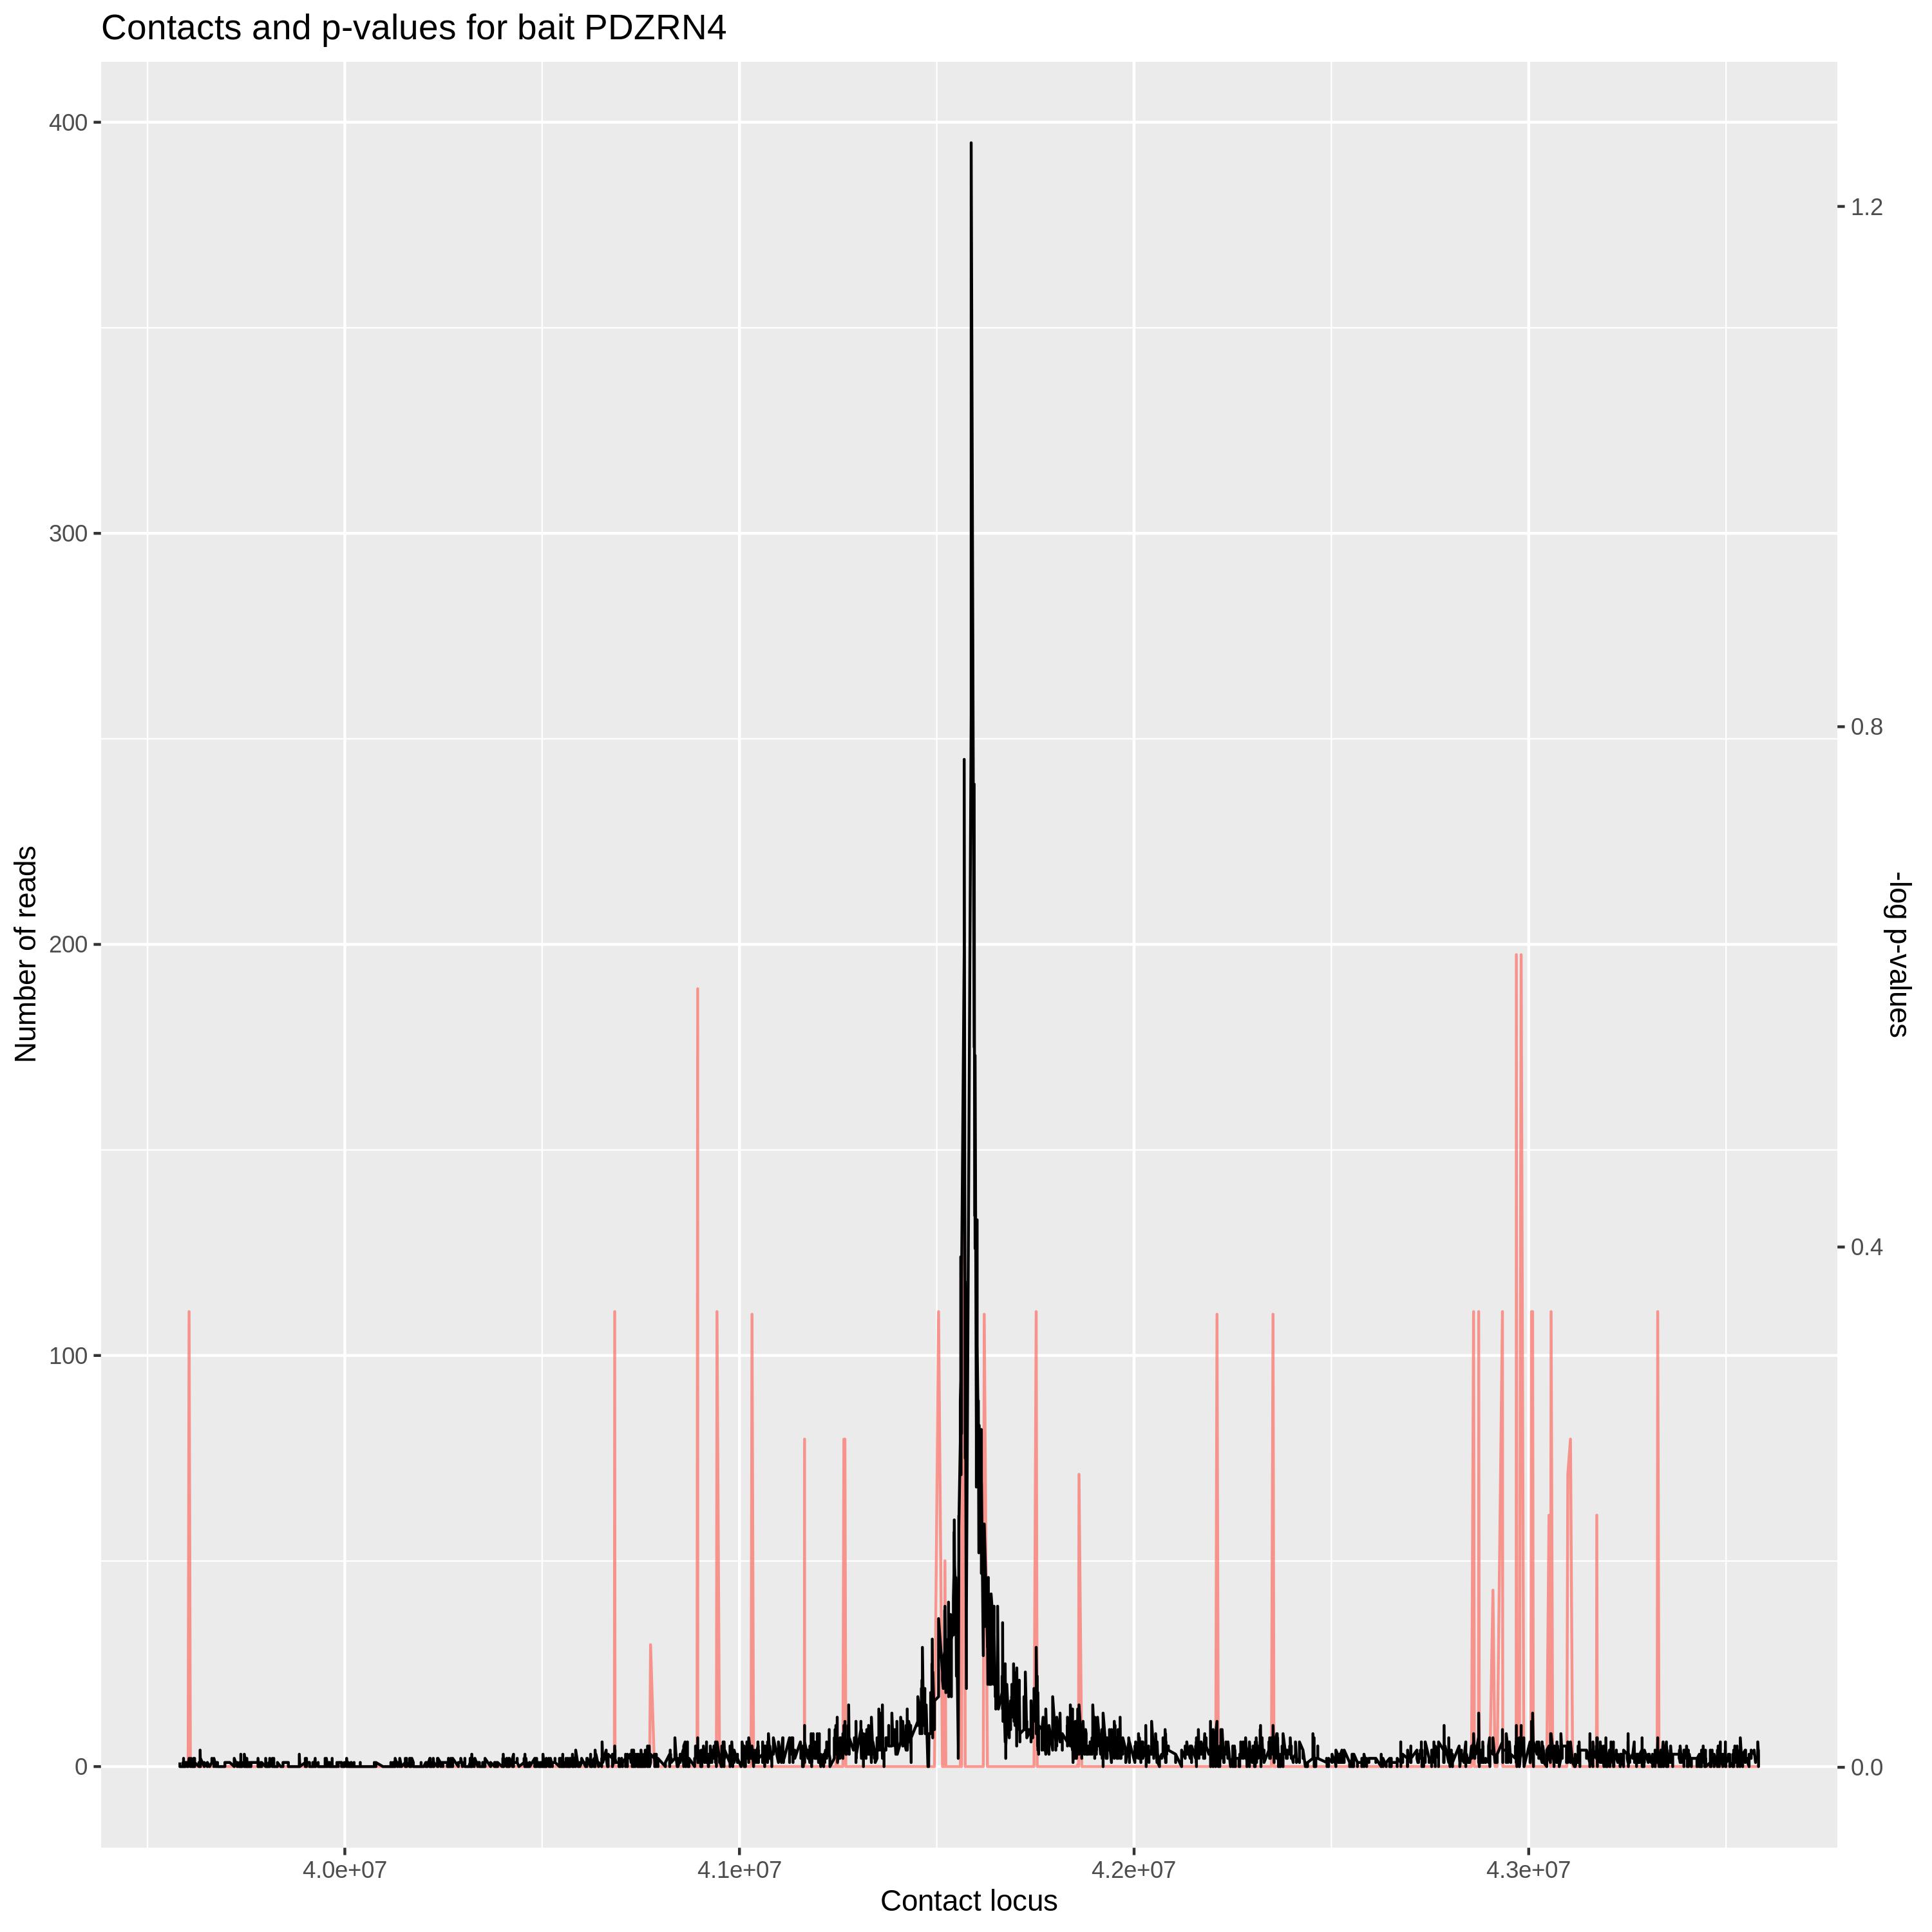 Contacts and p-values for bait PDZRN4
400
300
200
100
0
1.2
0.8
0.4
0.0
Number of reads
-log p-values
4.0e+07
4.1e+07
4.2e+07
4.3e+07
Contact locus